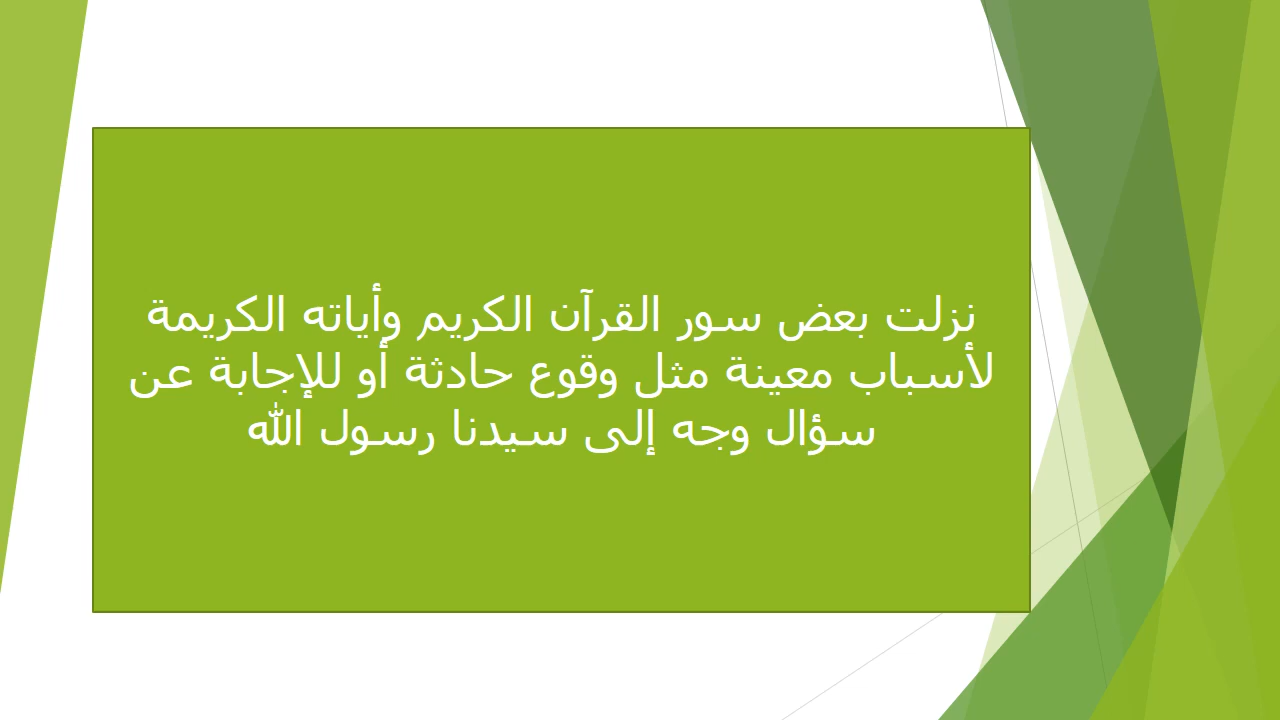 نزلت بعض سور القرآن الكريم وأياته الكريمة
لأسباب معينة مثل وقوع حادثة أو للإجابة عن
سؤال وجه إلى سيدنا رسول الله